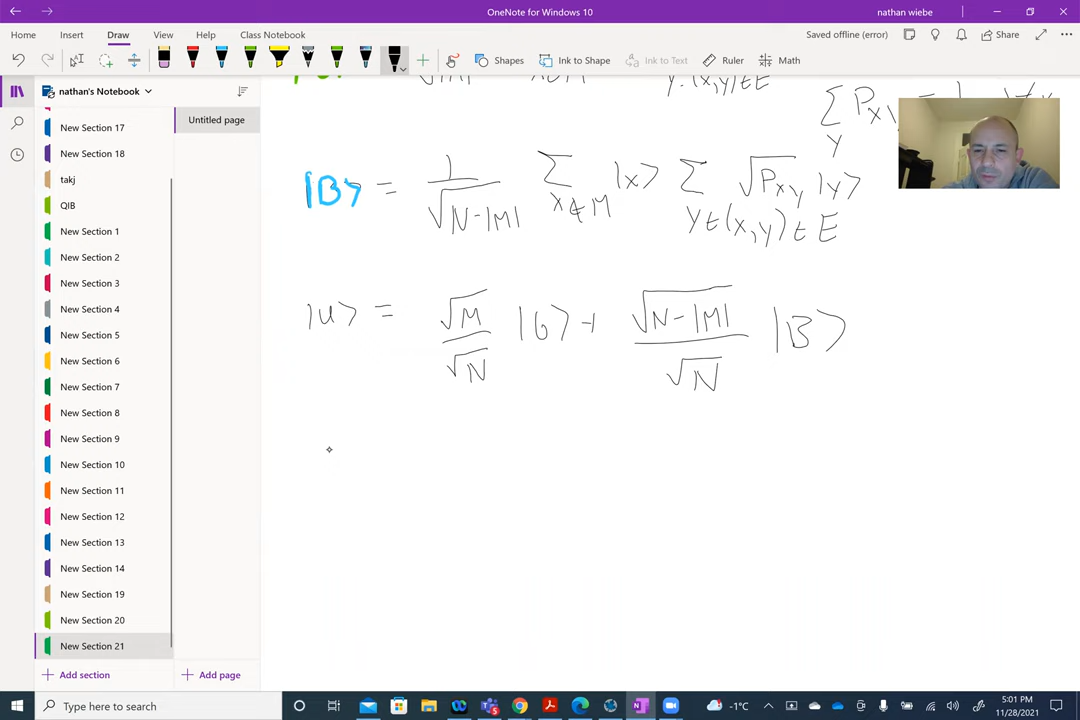 OneNote for Windows 10
nathan wiebe
Home Insert Draw View Help Class Notebook
Saved offline (error)
Share
Shapes
Ink to Shape
Ink to Text
Ruler
Math
nathan's Notebook
Untitled page
New Section 17
New Section 18
takj
QIB
New Section 1
New Section 2
New Section 3
New Section 4
New Section 5
New Section 6
New Section 7
New Section 8
New Section 9
New Section 10
New Section 11
New Section 12
New Section 13
New Section 14
New Section 19
New Section 20
New Section 21
Add section
Add page
y:(x,y)∈E
|B⟩ = 1/√N-|M| ∑ x∉M |x⟩ ∑ y∈(x,y)∈E √Pxy |y⟩
|U⟩ = √M/√N |G⟩ + √N-|M|/√N |B⟩
Type here to search
-1°C
5:01 PM
11/28/2021